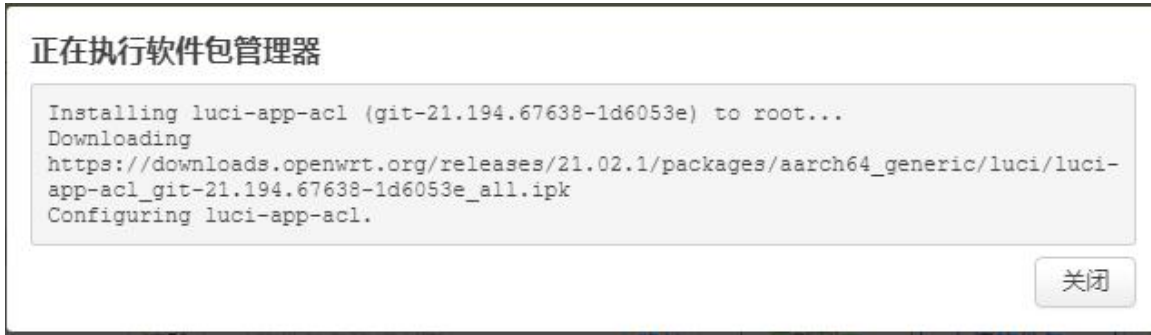 正在执行软件包管理器
Installing luci-app-acl (git-21.194.67638-1d6053e) to root...
Downloading
https://downloads.openwrt.org/releases/21.02.1/packages/aarch64_generic/luci/luci-
app-acl_git-21.194.67638-1d6053e_all.ipk
Configuring luci-app-acl.
关闭